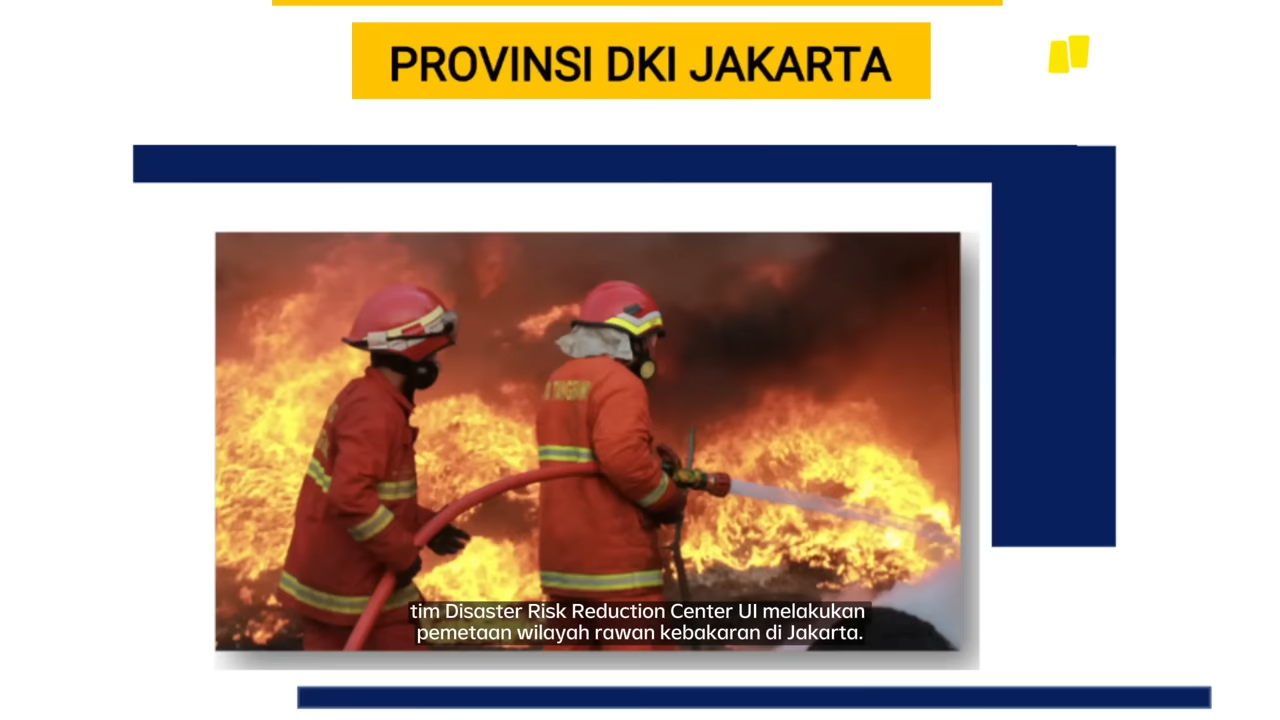 PROVINSI DKI JAKARTA
tim Disaster Risk Reduction Center UI melakukan
pemetaan wilayah rawan kebakaran di Jakarta.